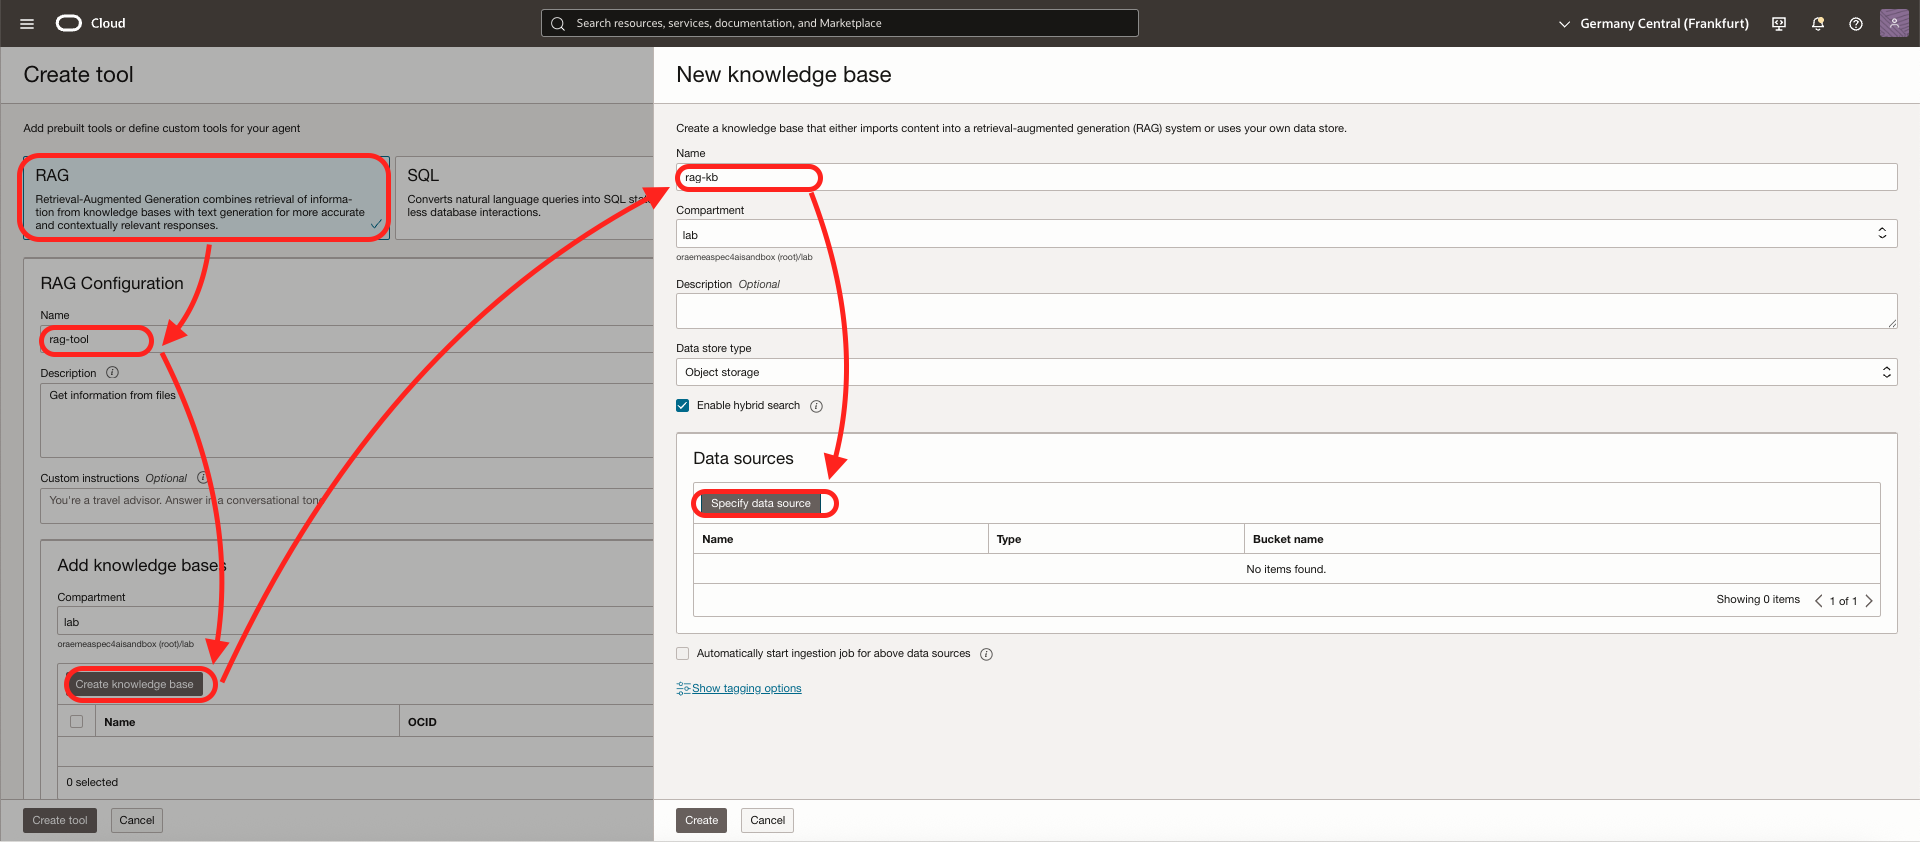 Cloud
Search resources, services, documentation, and Marketplace
Germany Central (Frankfurt)
Create tool
Add prebuilt tools or define custom tools for your agent
RAG
Retrieval-Augmented Generation combines retrieval of informa-
tion from knowledge bases with text generation for more accurate
and contextually relevant responses.
SQL
Converts natural language queries into SQL
less database interactions.
RAG Configuration
Name
rag-tool
Description
Get information from files
Custom instructions Optional
You're a travel advisor. Answer in a conversational tone
Add knowledge bases
Compartment
lab
oraemeaspec4aisandbox (root)/lab
Create knowledge base
Name OCID
0 selected
Create tool Cancel
New knowledge base
Create a knowledge base that either imports content into a retrieval-augmented generation (RAG) system or uses your own data store.
Name
rag-kb
Compartment
lab
oraemeaspec4aisandbox (root)/lab
Description Optional
Data store type
Object storage
Enable hybrid search
Data sources
Specify data source
Name Type Bucket name
No items found.
Showing 0 items 1 of 1
Automatically start ingestion job for above data sources
Show tagging options
Create Cancel